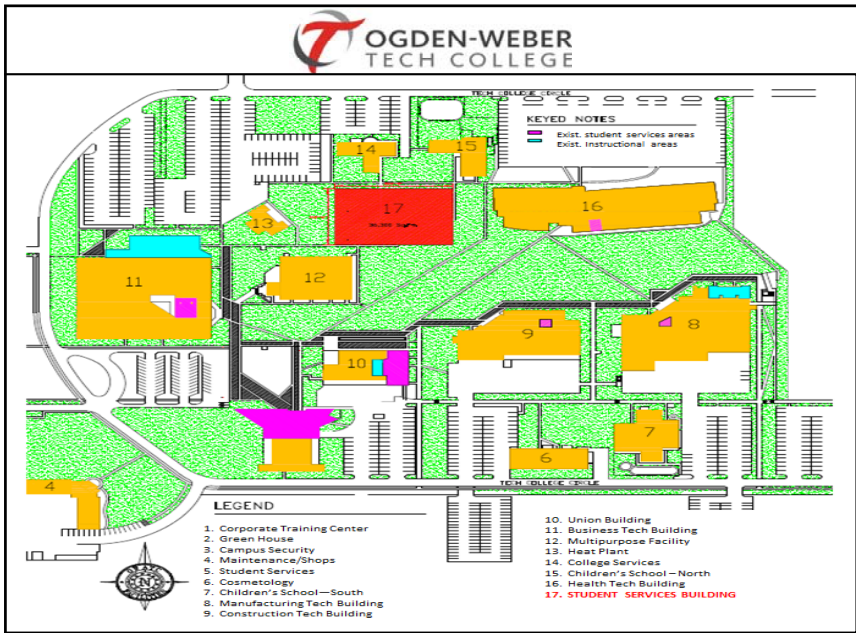 OGDEN-WEBER
TECH COLLEGE
TECH COLLEGE CIRCLE
KEYED NOTES
Exist. student services areas
Exist. Instructional areas
14
15
17
16
13
11
12
10
9
8
7
6
4
TECH COLLEGE CIRCLE
LEGEND
1. Corporate Training Center
2. Green House
3. Campus Security
4. Maintenance/Shops
5. Student Services
6. Cosmetology
7. Children's School—South
8. Manufacturing Tech Building
9. Construction Tech Building
10. Union Building
11. Business Tech Building
12. Multipurpose Facility
13. Heat Plant
14. College Services
15. Children's School – North
16. Health Tech Building
17. STUDENT SERVICES BUILDING
N